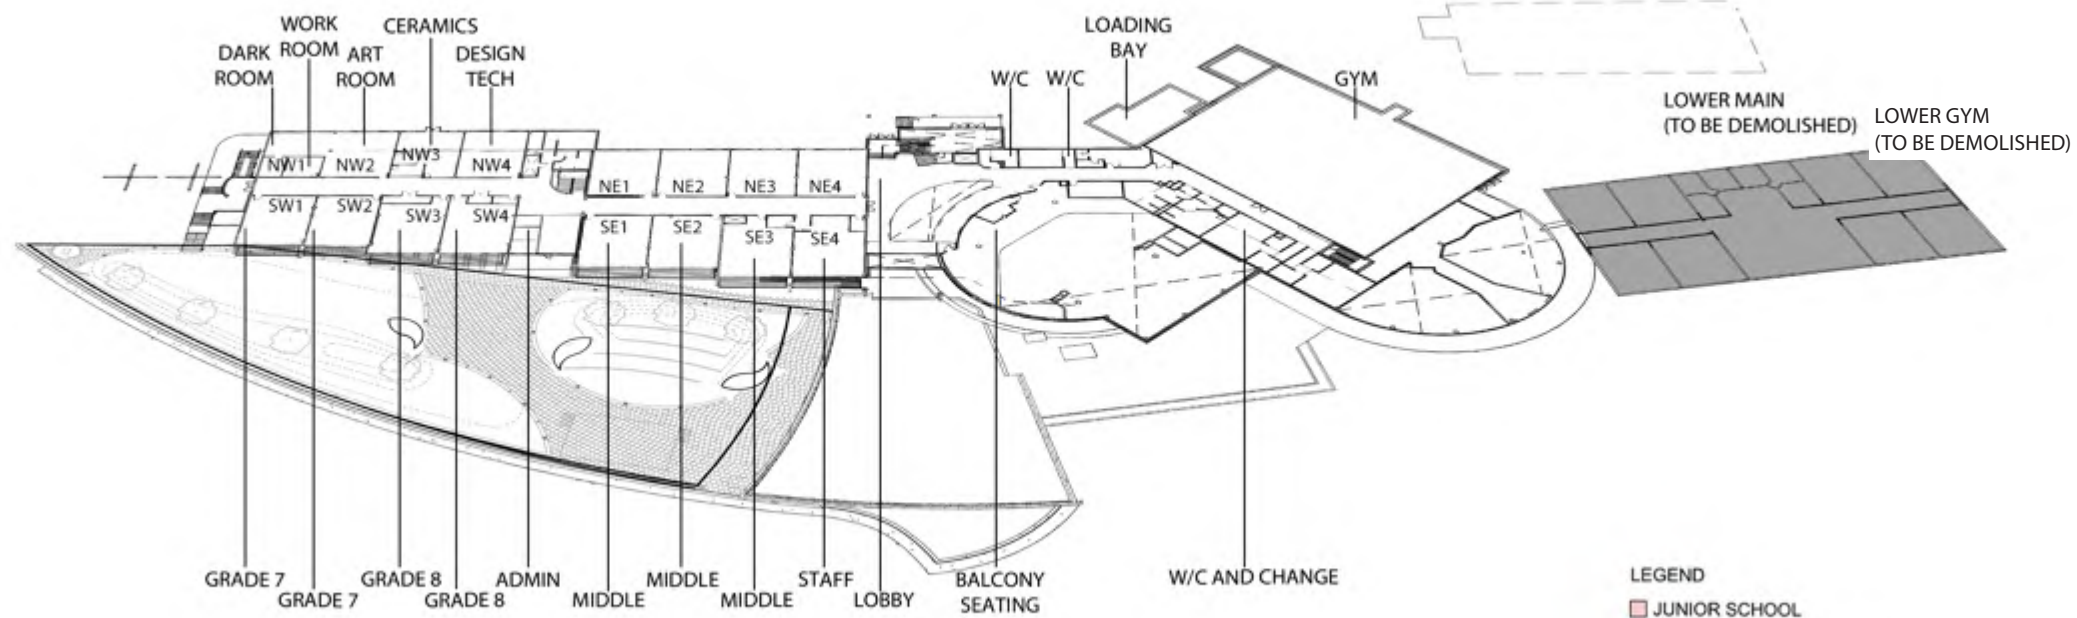 WORK
ROOM
CERAMICS
DARK
ROOM
ART
ROOM
DESIGN
TECH
LOADING
BAY
W/C
W/C
GYM
LOWER MAIN
(TO BE DEMOLISHED)
LOWER GYM
(TO BE DEMOLISHED)
NW1
NW2
NW3
NW4
NE1
NE2
NE3
NE4
SW1
SW2
SW3
SW4
SE1
SE2
SE3
SE4
GRADE 7
GRADE 7
GRADE 8
GRADE 8
ADMIN
MIDDLE
MIDDLE
MIDDLE
STAFF
LOBBY
BALCONY
SEATING
W/C AND CHANGE
LEGEND
JUNIOR SCHOOL